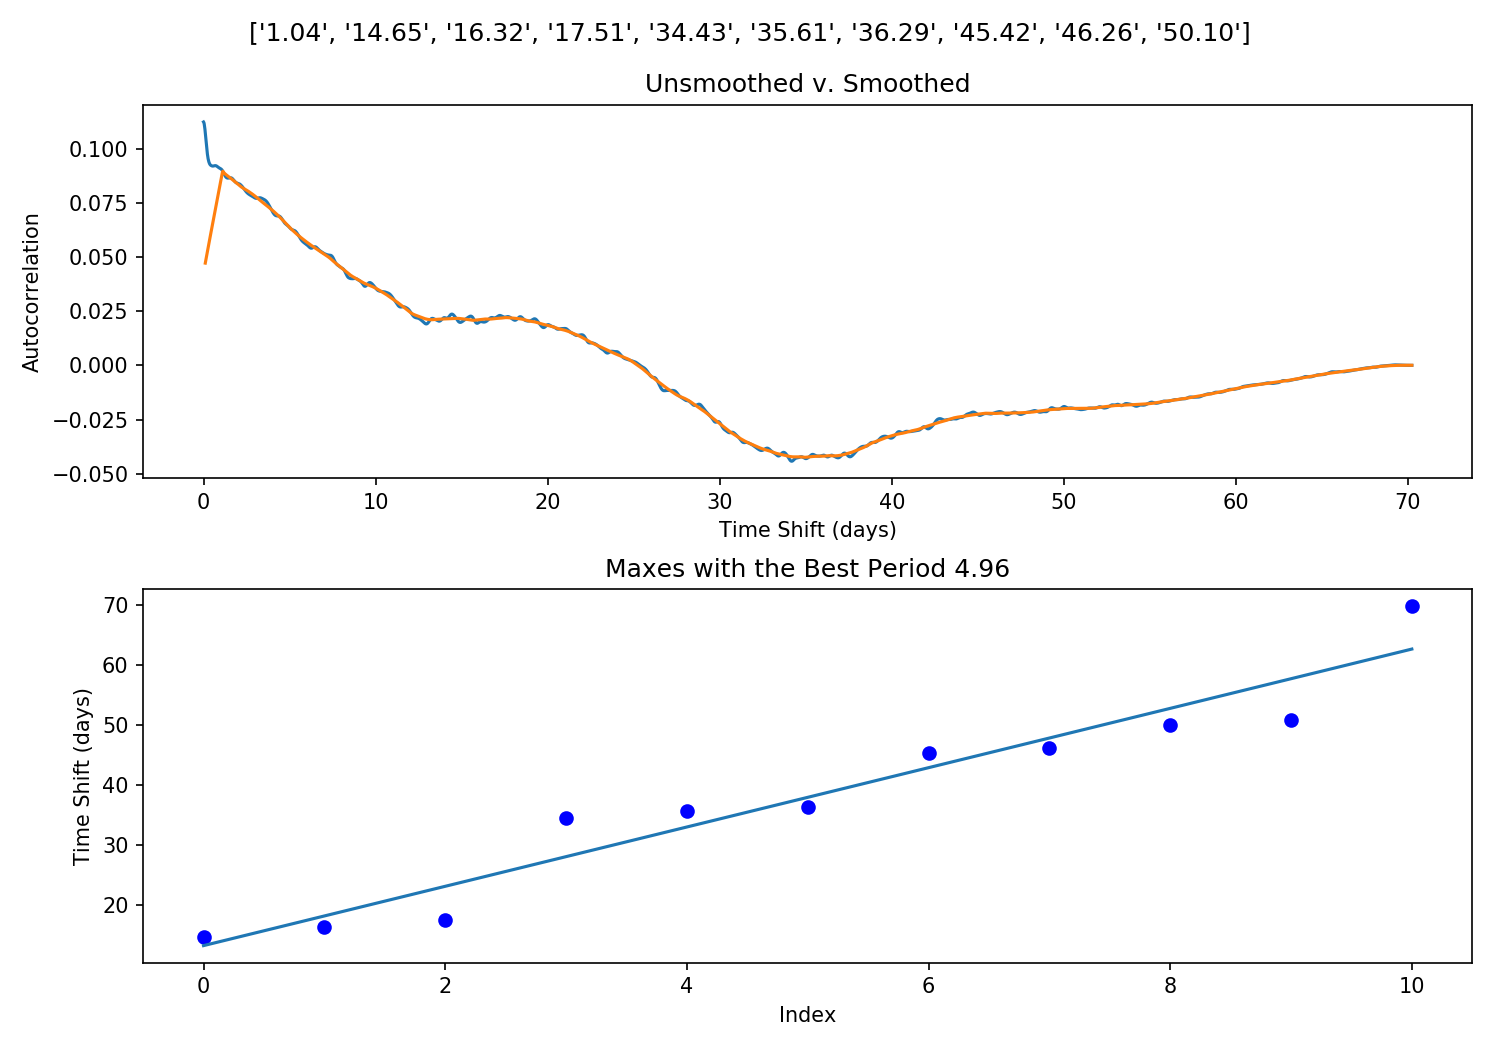 ['1.04', '14.65', '16.32', '17.51', '34.43', '35.61', '36.29', '45.42', '46.26', '50.10']
Unsmoothed v. Smoothed
Autocorrelation
0.100
0.075
0.050
0.025
0.000
−0.025
−0.050
0 10 20 30 40 50 60 70
Time Shift (days)
Maxes with the Best Period 4.96
Time Shift (days)
70
60
50
40
30
20
0 2 4 6 8 10
Index